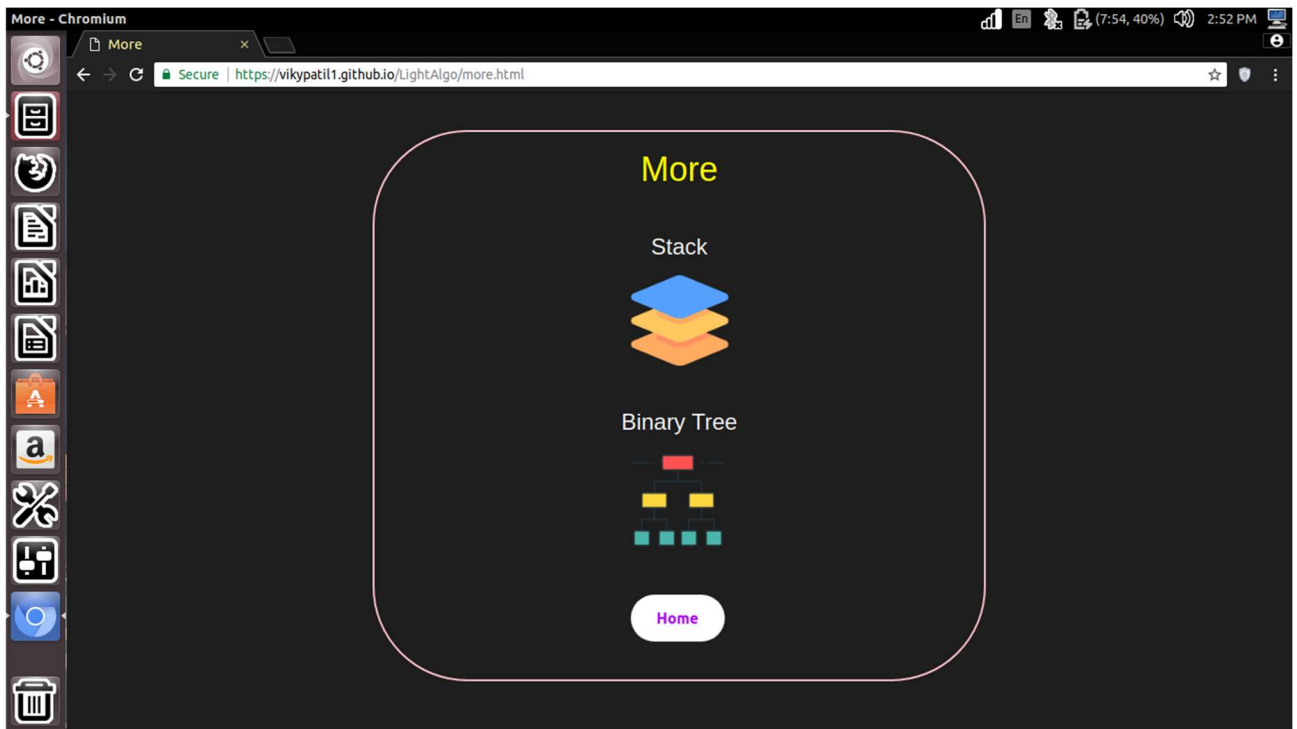 More - Chromium
En (7:54, 40%) 2:52 PM
More
Secure | https://vikypatil1.github.io/LightAlgo/more.html
More
Stack
Binary Tree
Home